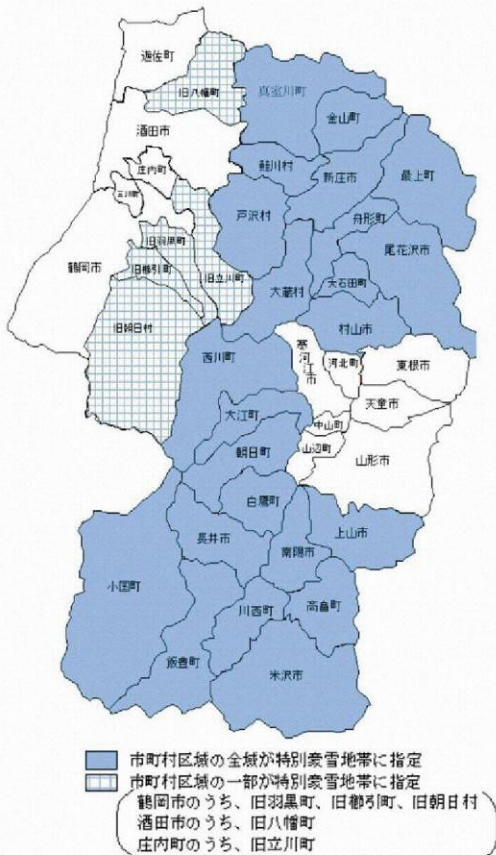 遊佐町
旧八幡町
真室川町
金山町
酒田市
庄内町
鮭川村
新庄市
最上町
三川町
戸沢村
舟形町
旧羽黒町
尾花沢市
鶴岡市
旧櫛引町
旧立川町
大蔵村
大石田町
旧朝日村
村山市
西川町
寒河江市
河北町
東根市
大江町
天童市
中山町
朝日町
山辺町
山形市
白鷹町
長井市
南陽市
上山市
小国町
川西町
高畠町
飯豊町
米沢市
市町村区域の全域が特別豪雪地帯に指定
市町村区域の一部が特別豪雪地帯に指定
鶴岡市のうち、旧羽黒町、旧櫛引町、旧朝日村
酒田市のうち、旧八幡町
庄内町のうち、旧立川町